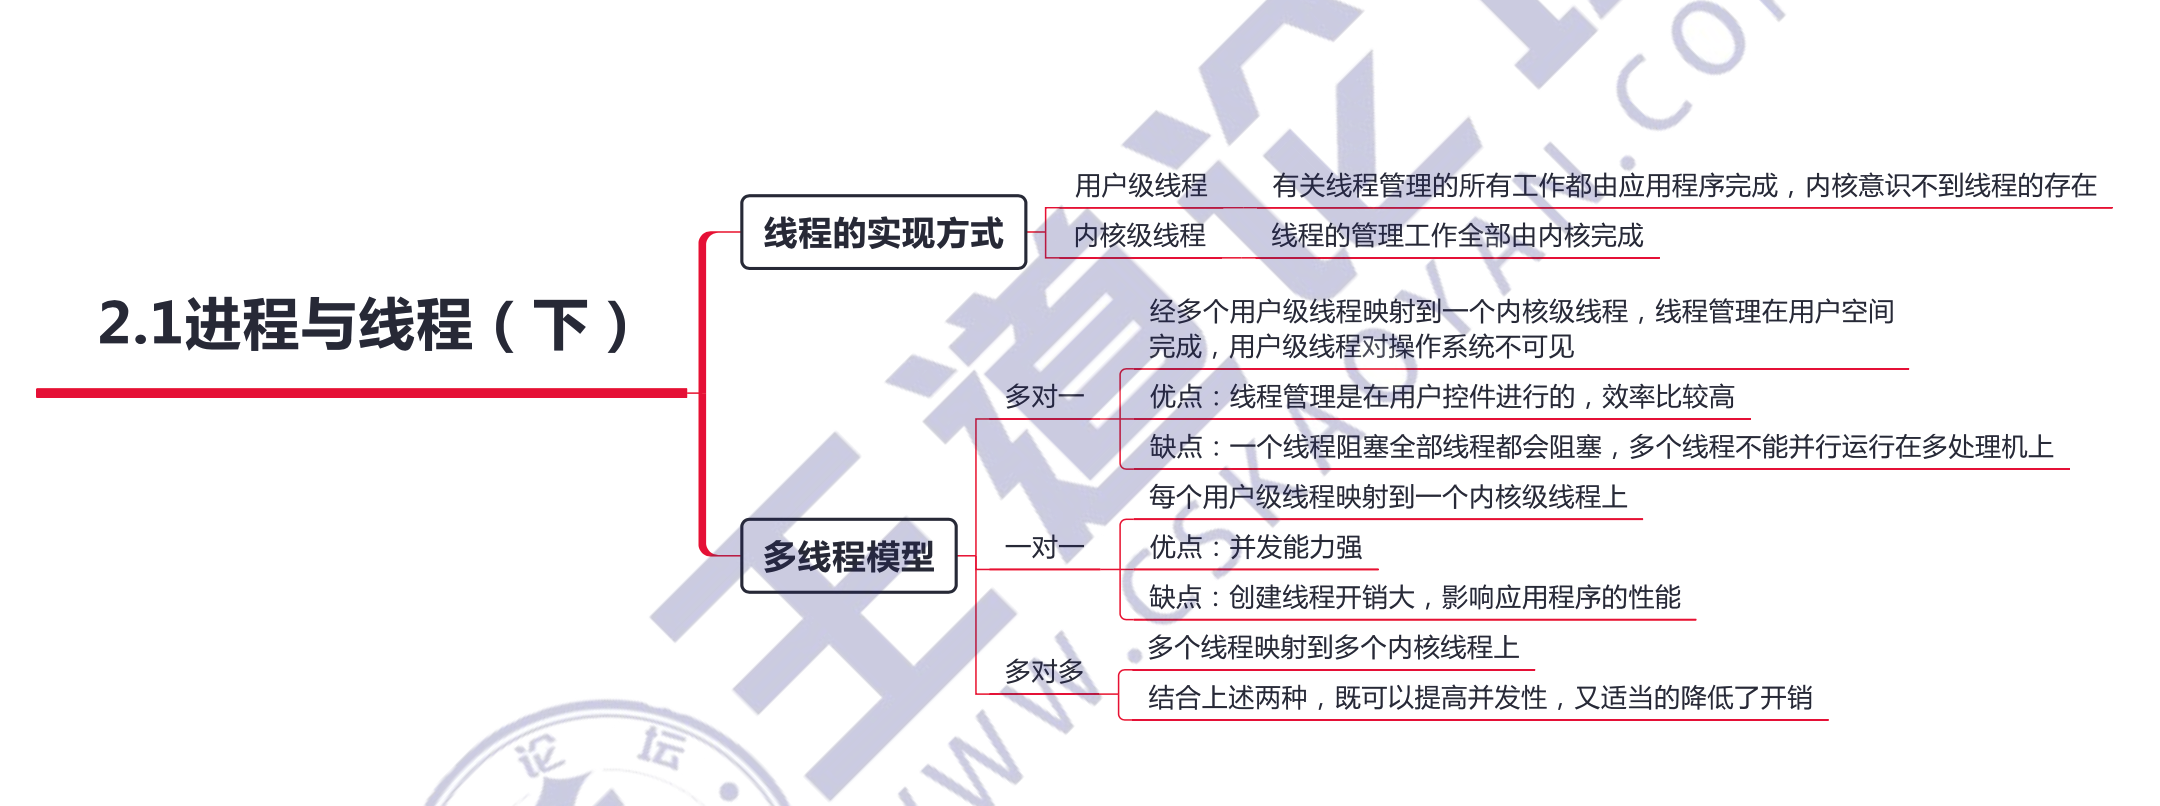 2.1进程与线程（下）
线程的实现方式
用户级线程
有关线程管理的所有工作都由应用程序完成，内核意识不到线程的存在
内核级线程
线程的管理工作全部由内核完成
多线程模型
多对一
经多个用户级线程映射到一个内核级线程，线程管理在用户空间
完成，用户级线程对操作系统不可见
优点：线程管理是在用户控件进行的，效率比较高
缺点：一个线程阻塞全部线程都会阻塞，多个线程不能并行运行在多处理机上
一对一
每个用户级线程映射到一个内核级线程上
优点：并发能力强
缺点：创建线程开销大，影响应用程序的性能
多对多
多个线程映射到多个内核线程上
结合上述两种，既可以提高并发性，又适当的降低了开销
王道论
WW.CSKAOYAN.CO
论坛